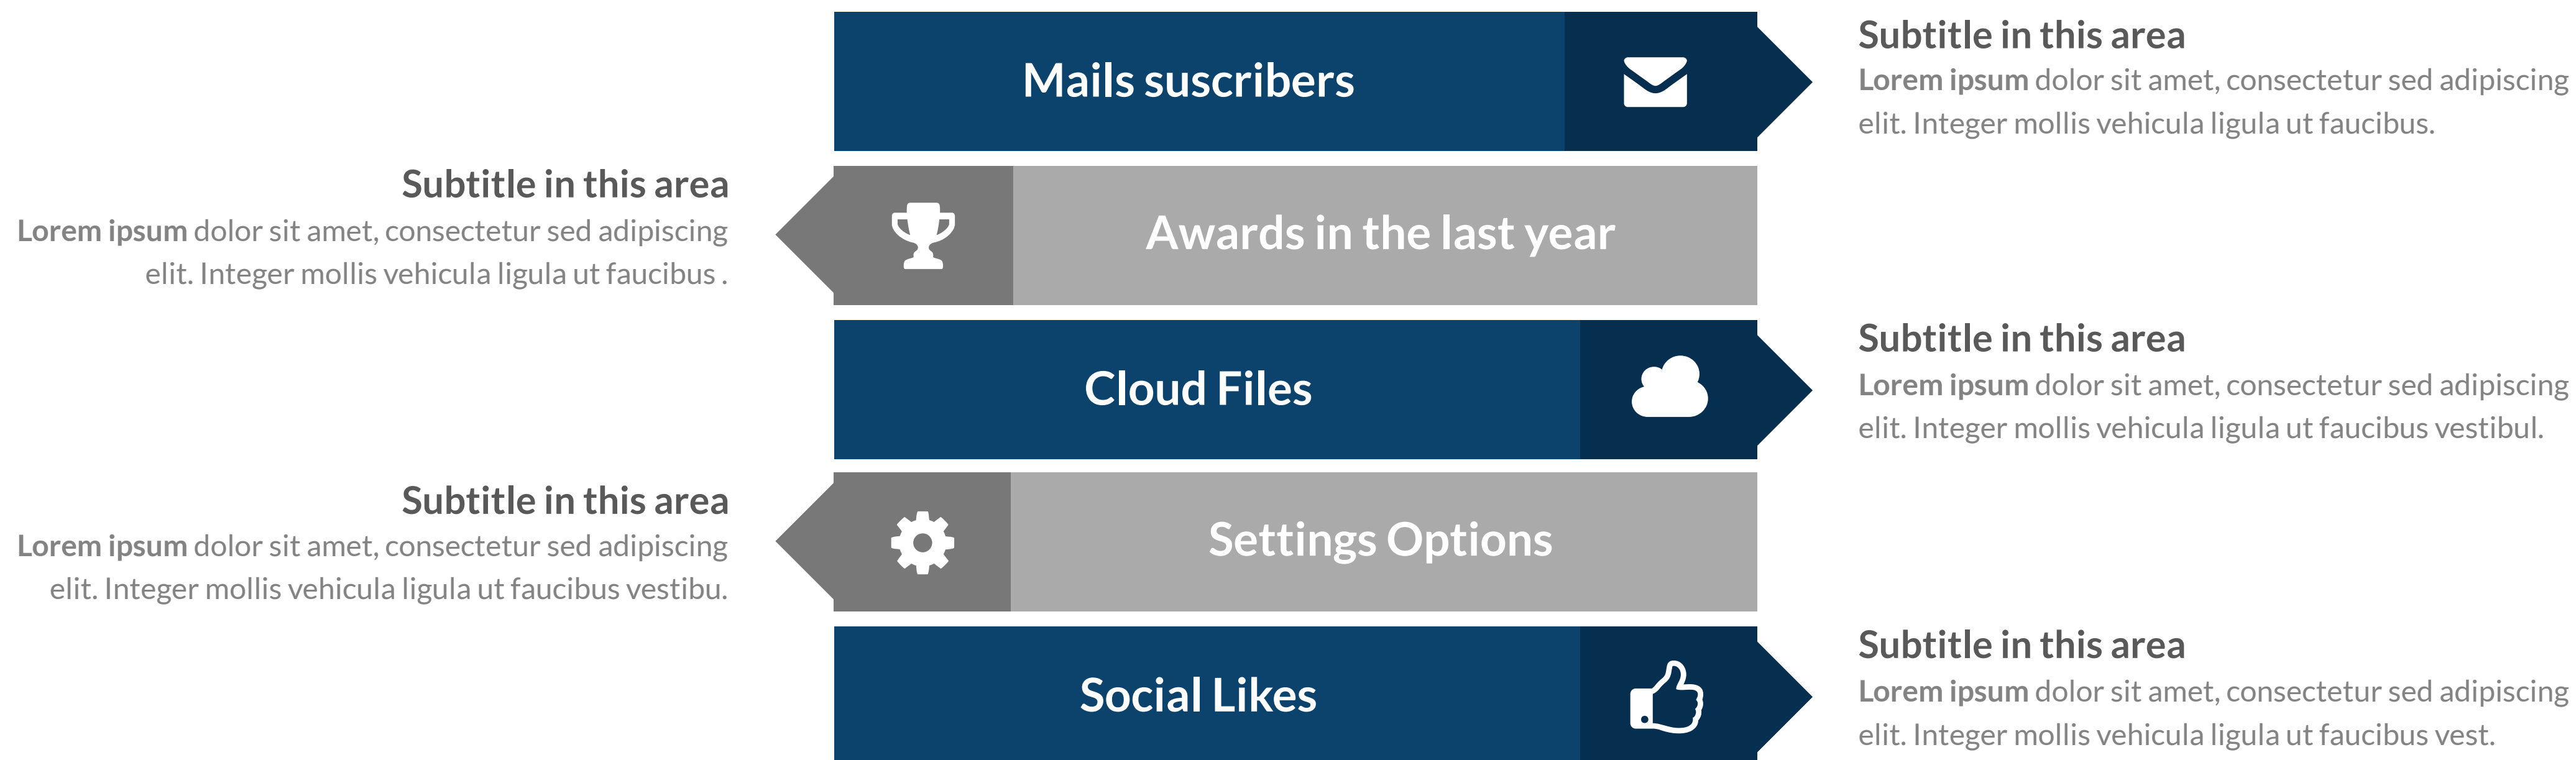 Mails suscribers
Subtitle in this area
Lorem ipsum dolor sit amet, consectetur sed adipiscing
elit. Integer mollis vehicula ligula ut faucibus.
Subtitle in this area
Lorem ipsum dolor sit amet, consectetur sed adipiscing
elit. Integer mollis vehicula ligula ut faucibus .
Awards in the last year
Cloud Files
Subtitle in this area
Lorem ipsum dolor sit amet, consectetur sed adipiscing
elit. Integer mollis vehicula ligula ut faucibus vestibul.
Subtitle in this area
Lorem ipsum dolor sit amet, consectetur sed adipiscing
elit. Integer mollis vehicula ligula ut faucibus vestibu.
Settings Options
Social Likes
Subtitle in this area
Lorem ipsum dolor sit amet, consectetur sed adipiscing
elit. Integer mollis vehicula ligula ut faucibus vest.